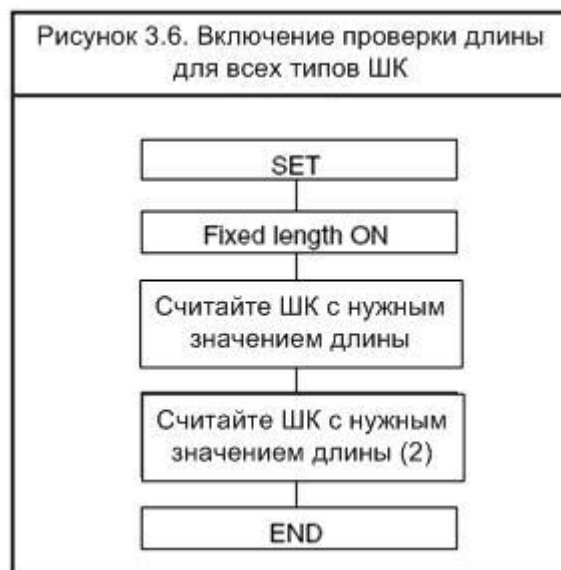 Рисунок 3.6. Включение проверки длины
для всех типов ШК
SET
Fixed length ON
Считайте ШК с нужным
значением длины
Считайте ШК с нужным
значением длины (2)
END